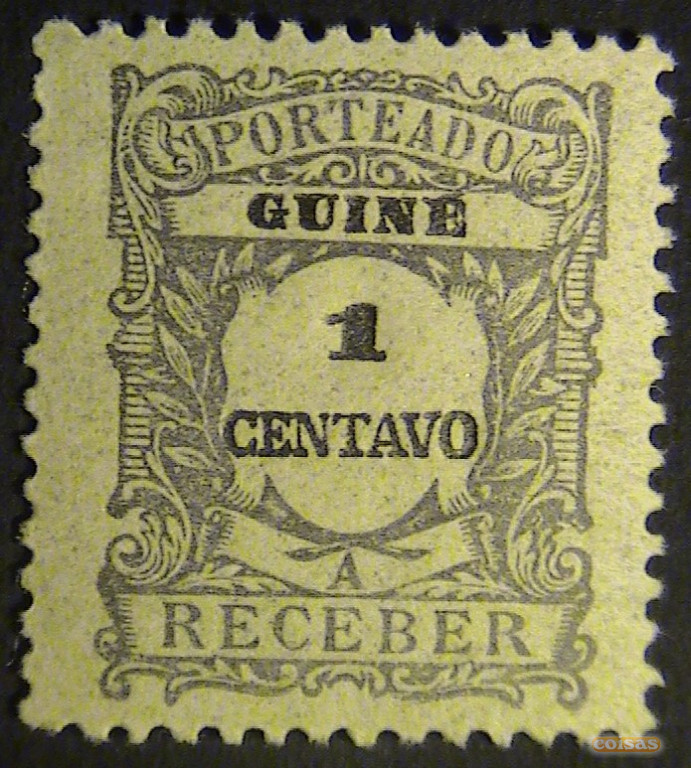 PORTEADO
GUINE
1
CENTAVO
A
RECEBER
coisas